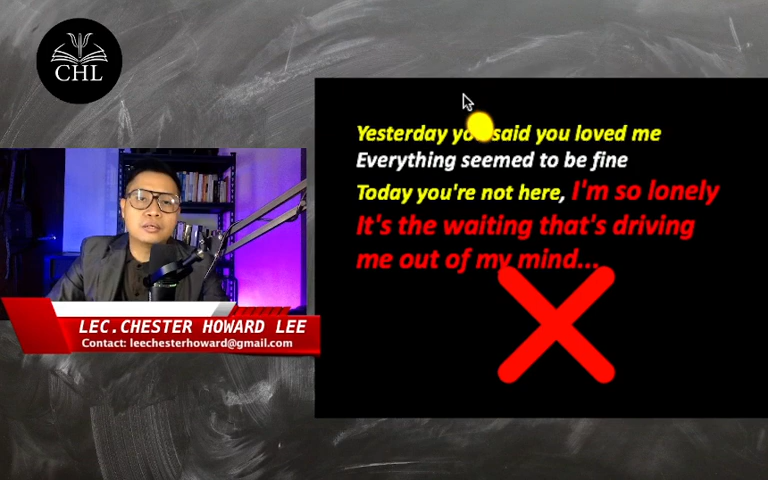 CHL
LEC.CHESTER HOWARD LEE
Contact: leechesterhoward@gmail.com
Yesterday you said you loved me
Everything seemed to be fine
Today you're not here, I'm so lonely
It's the waiting that's driving
me out of my mind...